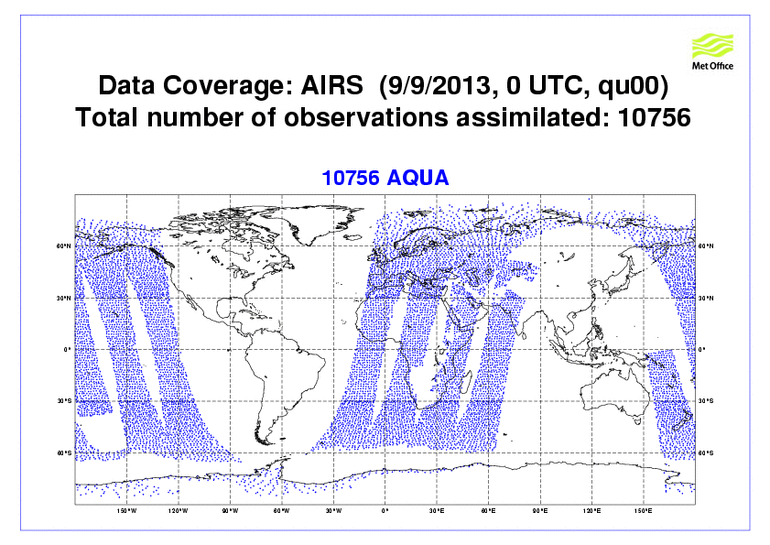 Met Office
Data Coverage: AIRS (9/9/2013, 0 UTC, qu00)
Total number of observations assimilated: 10756
10756 AQUA
60°N 60°N
30°N 30°N
0° 0°
30°S 30°S
60°S 60°S
150°W 120°W 90°W 60°W 30°W 0° 30°E 60°E 90°E 120°E 150°E